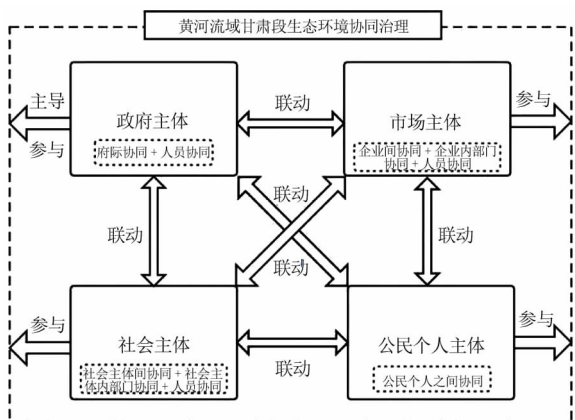 黄河流域甘肃段生态环境协同治理
主导
参与
政府主体
府际协同 + 人员协同
联动
市场主体
企业间协同 + 企业内部门
协同 + 人员协同
参与
联动
联动
联动
联动
参与
社会主体
社会主体间协同 + 社会主
体内部门协同 + 人员协同
联动
公民个人主体
公民个人之间协同
参与